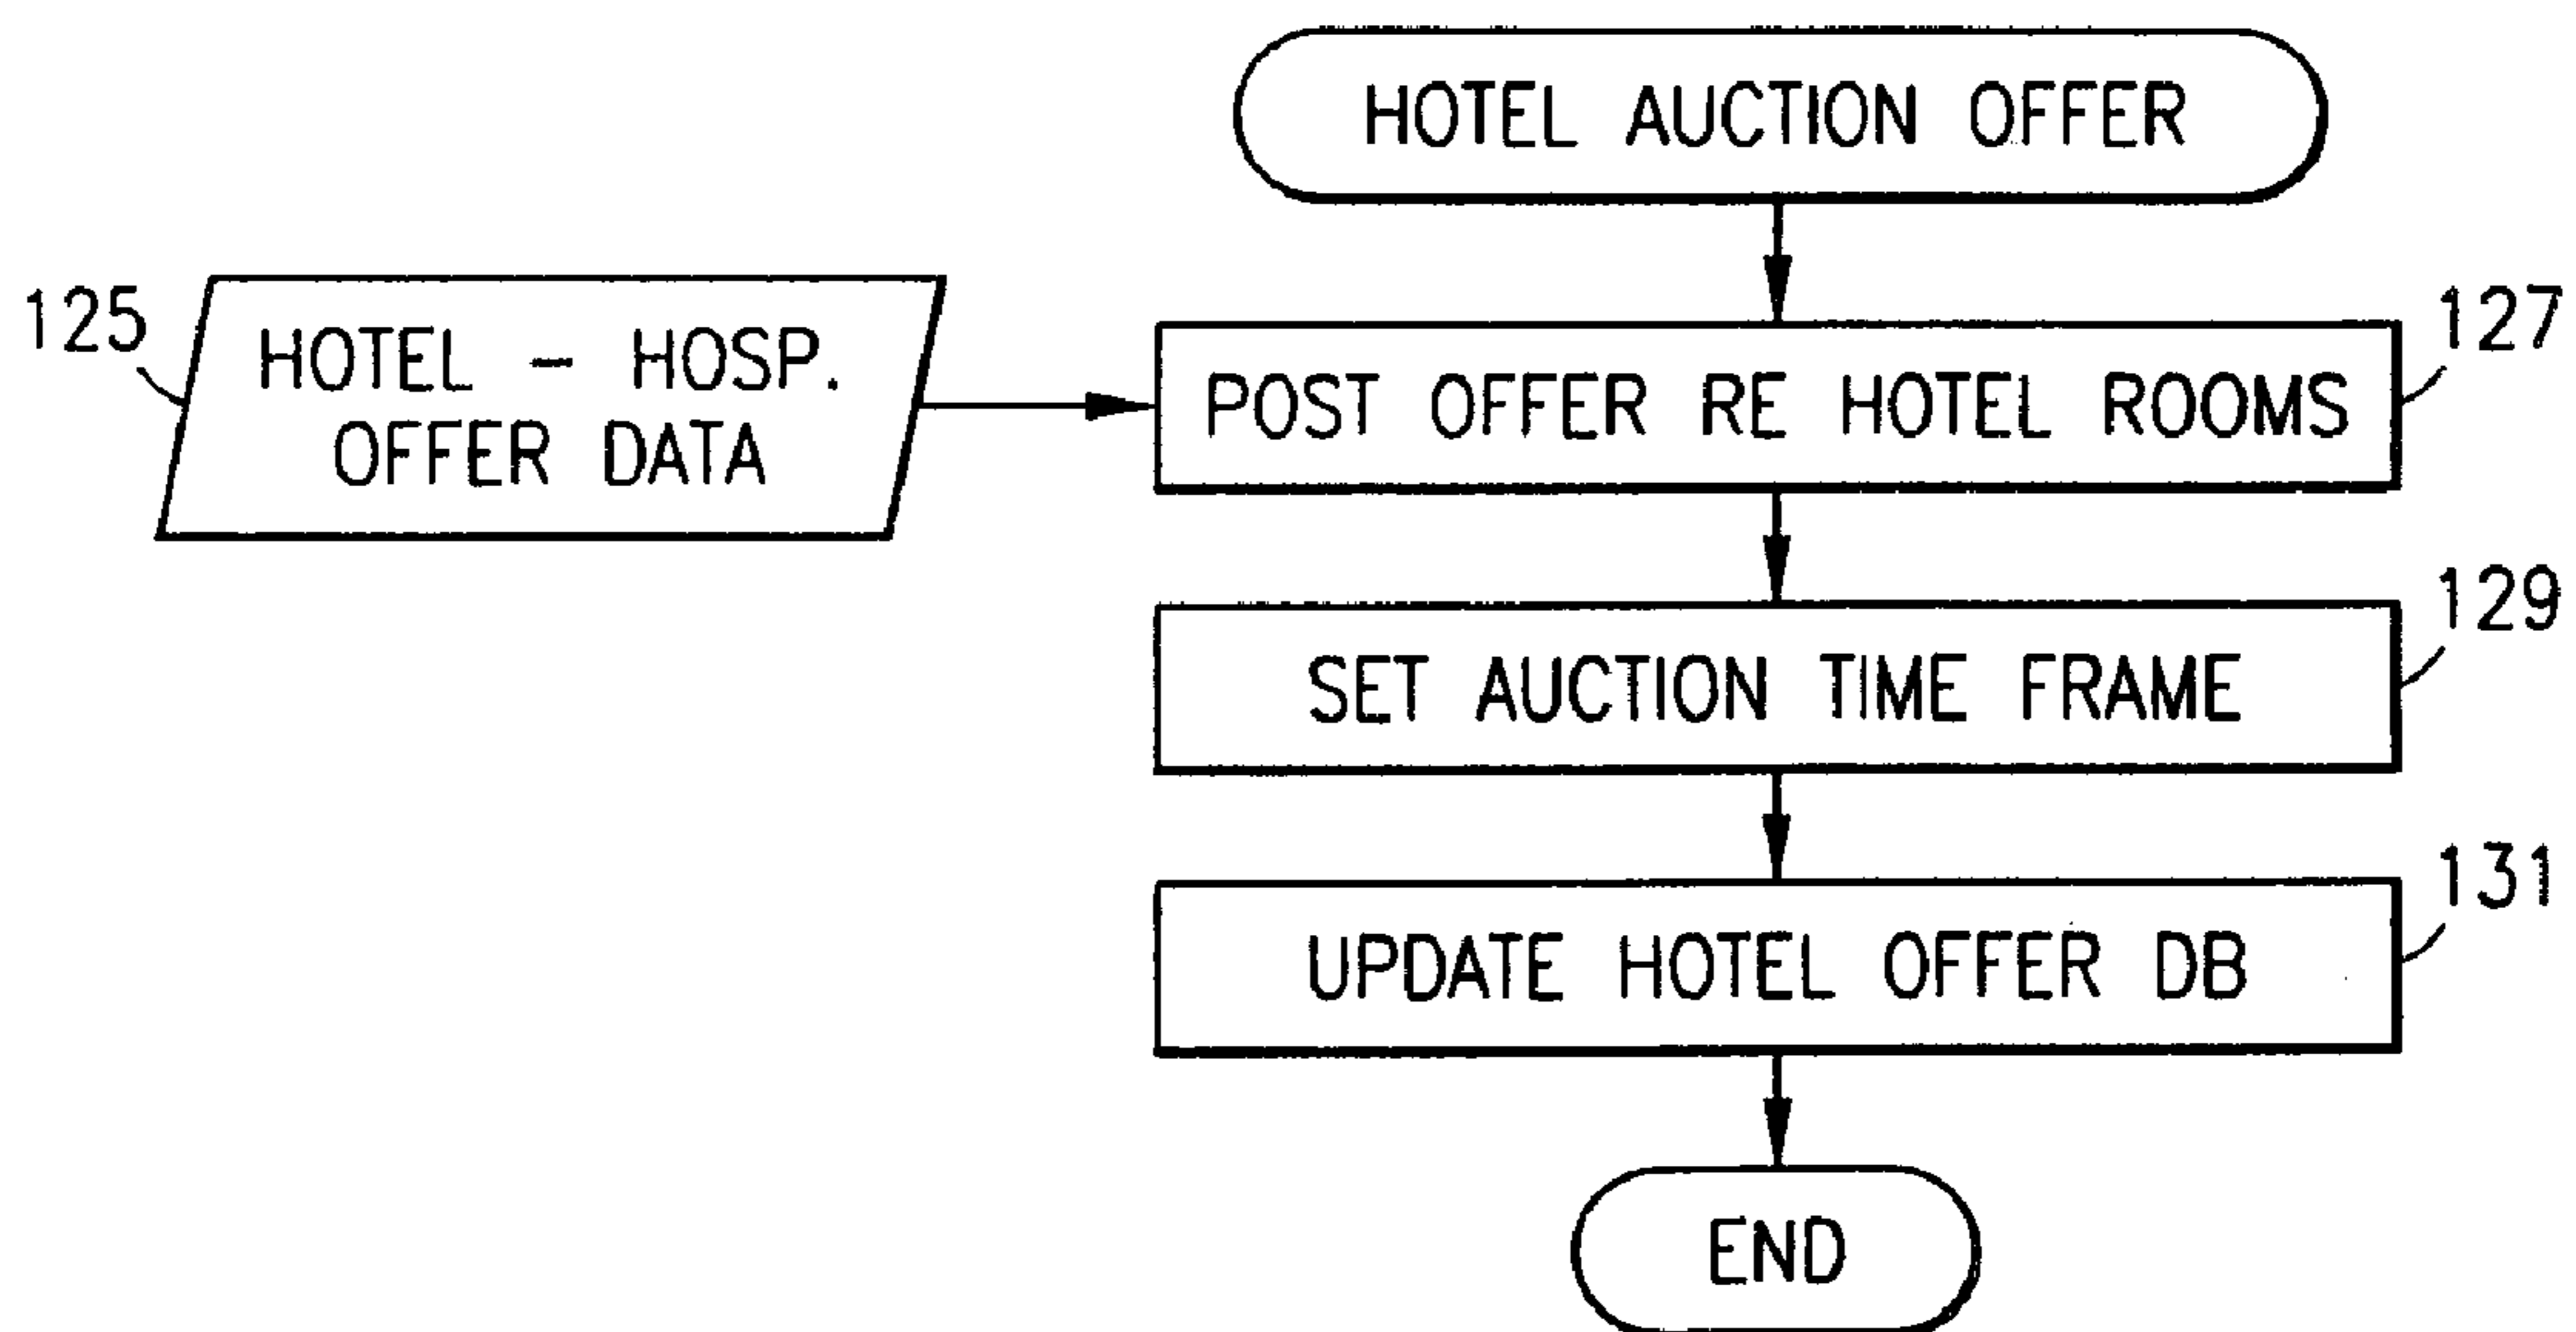 HOTEL AUCTION OFFER
125
HOTEL – HOSP.
OFFER DATA
POST OFFER RE HOTEL ROOMS
127
SET AUCTION TIME FRAME
129
UPDATE HOTEL OFFER DB
131
END